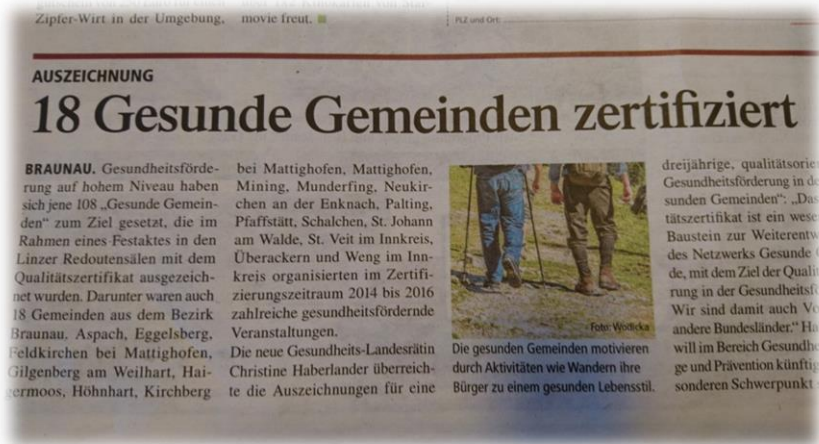 Zipfer-Wirt in der Umgebung,
movie freut.
PLZ und Ort:
AUSZEICHNUNG
18 Gesunde Gemeinden zertifiziert
BRAUNAU. Gesundheitsförde-
rung auf hohem Niveau haben
sich jene 108 „Gesunde Gemein-
den“ zum Ziel gesetzt, die im
Rahmen eines Festaktes in den
Linzer Redoutensälen mit dem
Qualitätszertifikat ausgezeich-
net wurden. Darunter waren auch
18 Gemeinden aus dem Bezirk
Braunau. Aspach, Eggelsberg,
Feldkirchen bei Mattighofen,
Gilgenberg am Weilhart, Hai-
germoos, Höhnhart, Kirchberg
bei Mattighofen, Mattighofen,
Mining, Munderfing, Neukir-
chen an der Enknach, Palting,
Pfaffstätt, Schalchen, St. Johann
am Walde, St. Veit im Innkreis,
Überackern und Weng im Inn-
kreis organisierten im Zertifi-
zierungszeitraum 2014 bis 2016
zahlreiche gesundheitsfördernde
Veranstaltungen.
Die neue Gesundheits-Landesrätin
Christine Haberlander überreich-
te die Auszeichnungen für eine
Foto: Wodicka
Die gesunden Gemeinden motivieren
durch Aktivitäten wie Wandern ihre
Bürger zu einem gesunden Lebensstil.
dreijährige, qualitätsorie
Gesundheitsförderung in de
sunden Gemeinden“: „Das
tätszertifikat ist ein wese
Baustein zur Weiterentw
des Netzwerks Gesunde
de, mit dem Ziel der Qualit
rung in der Gesundheitsfö
Wir sind damit auch Vo
andere Bundesländer.“ Ha
will im Bereich Gesundhe
ge und Prävention künftig
sonderen Schwerpunkt